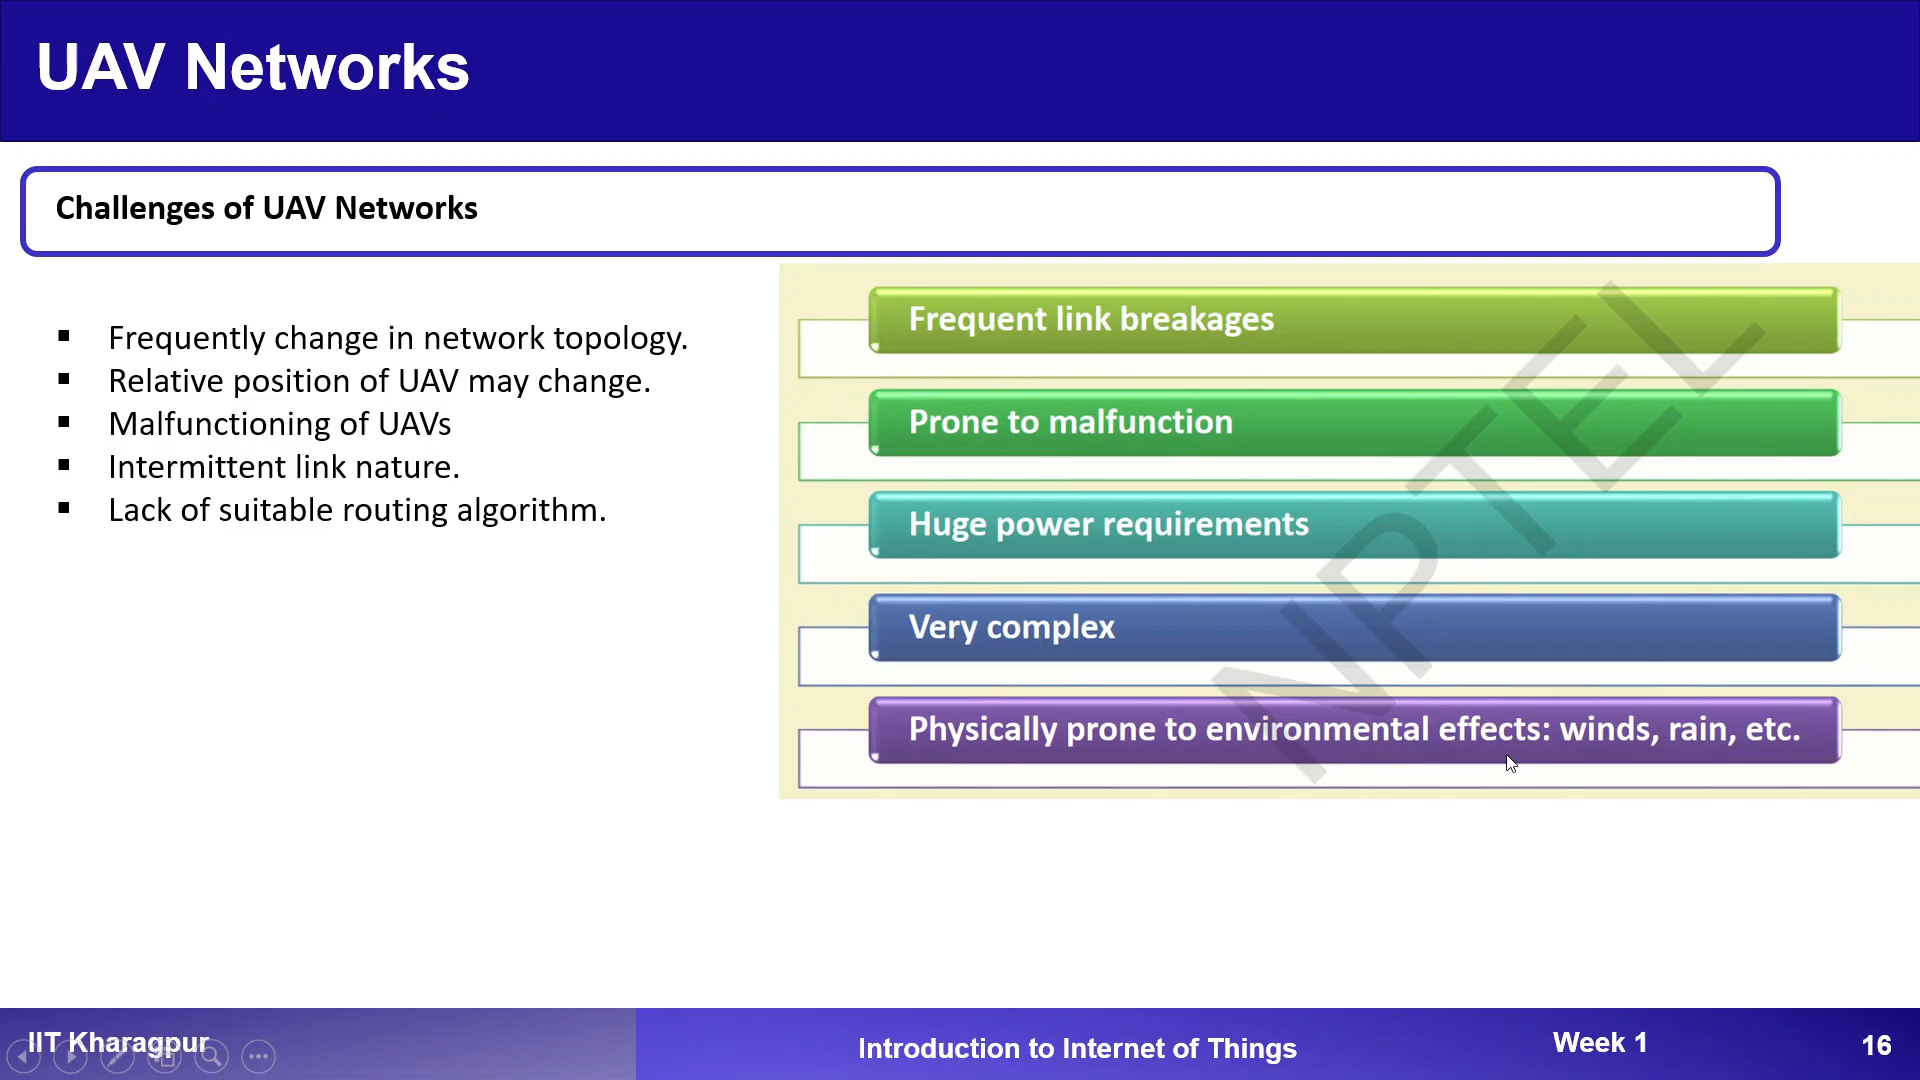 UAV Networks
Challenges of UAV Networks
Frequently change in network topology.
Relative position of UAV may change.
Malfunctioning of UAVs
Intermittent link nature.
Lack of suitable routing algorithm.
Frequent link breakages
Prone to malfunction
Huge power requirements
Very complex
Physically prone to environmental effects: winds, rain, etc.
NPTEL
IIT Kharagpur
Introduction to Internet of Things
Week 1
16